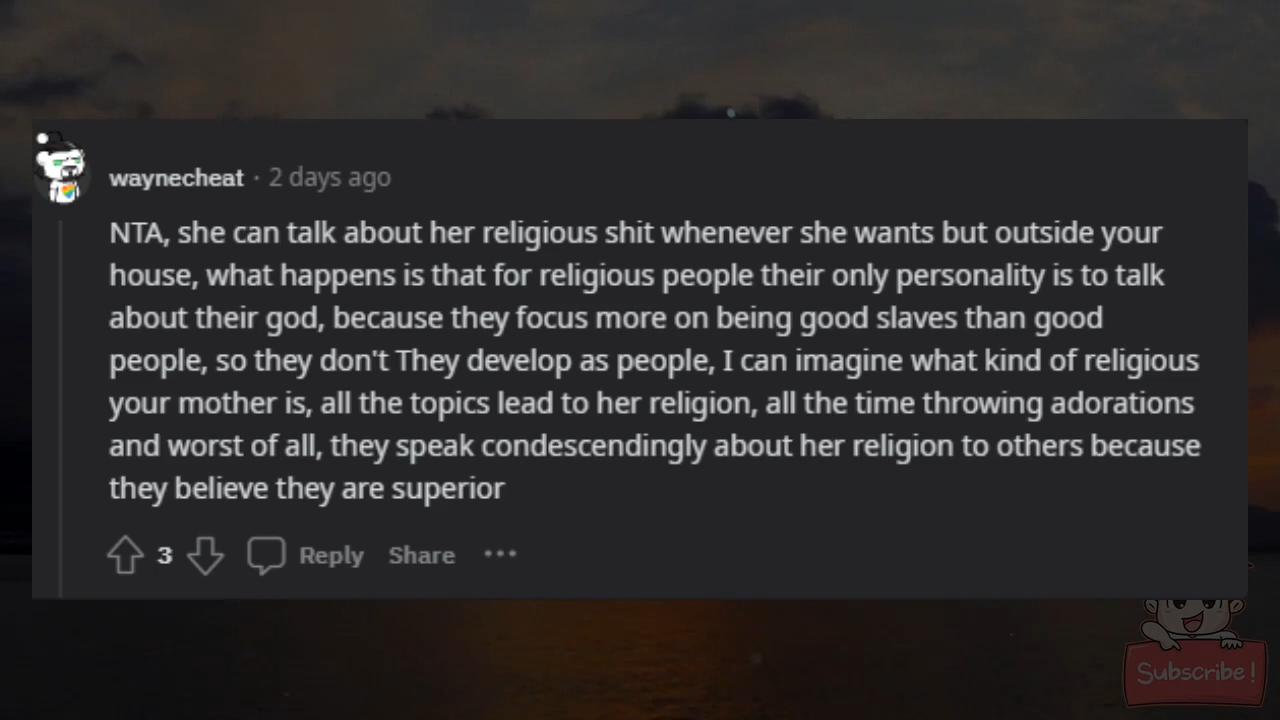 waynecheat · 2 days ago
NTA, she can talk about her religious shit whenever she wants but outside your
house, what happens is that for religious people their only personality is to talk
about their god, because they focus more on being good slaves than good
people, so they don't They develop as people, I can imagine what kind of religious
your mother is, all the topics lead to her religion, all the time throwing adorations
and worst of all, they speak condescendingly about her religion to others because
they believe they are superior
3 Reply Share ···
Subscribe!